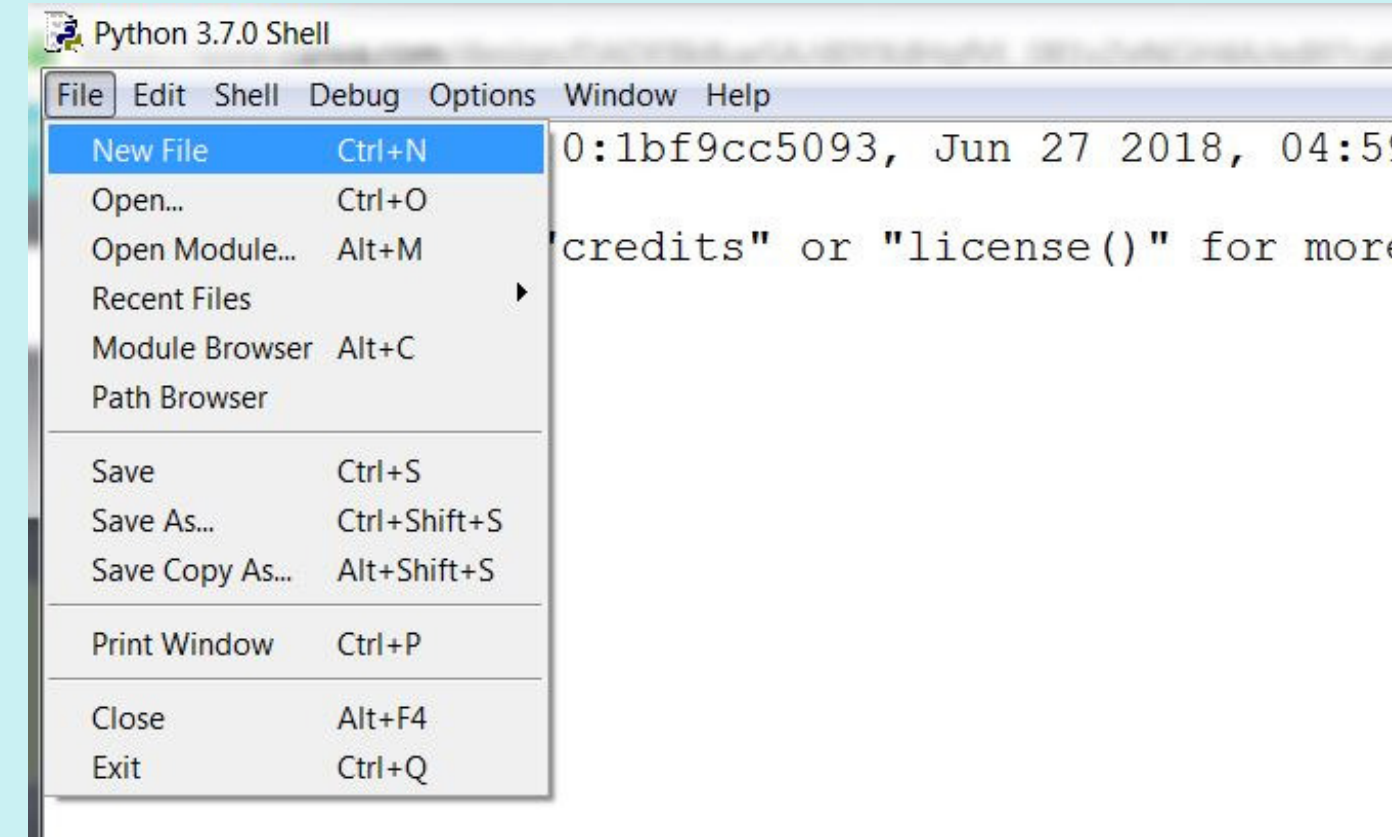 Python 3.7.0 Shell
File Edit Shell Debug Options Window Help
New File Ctrl+N
0:1bf9cc5093, Jun 27 2018, 04:59
Open... Ctrl+O
Open Module... Alt+M
"credits" or "license()" for more
Recent Files
Module Browser Alt+C
Path Browser
Save Ctrl+S
Save As... Ctrl+Shift+S
Save Copy As... Alt+Shift+S
Print Window Ctrl+P
Close Alt+F4
Exit Ctrl+Q